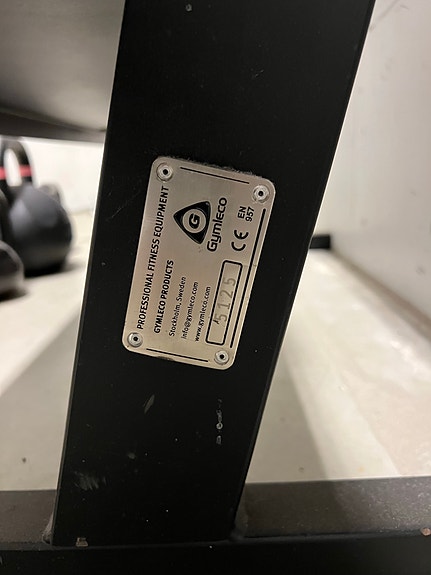 PROFESSIONAL FITNESS EQUIPMENT
GYMLECO PRODUCTS
Stockholm, Sweden
info@gymleco.com
www.gymleco.com
G
Gymleco
CE EN
957
5125